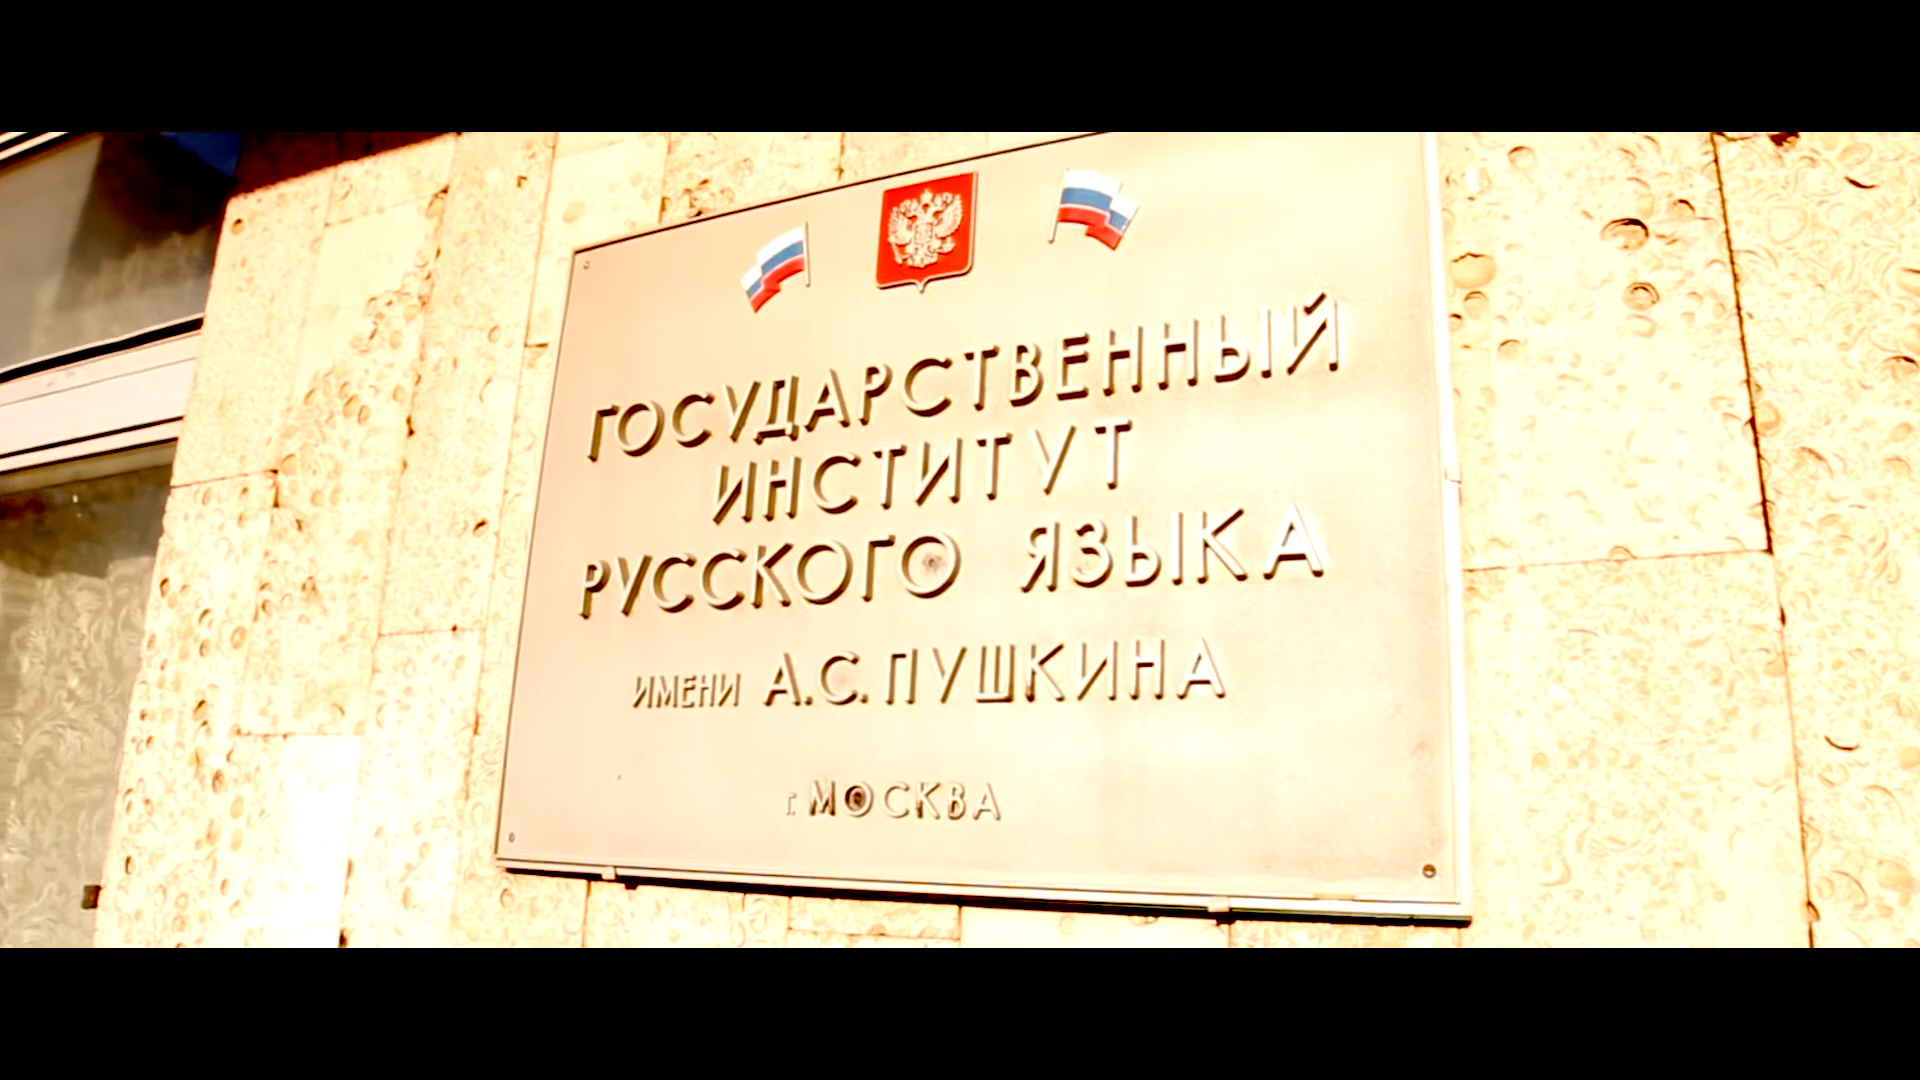 ГОСУДАРСТВЕННЫЙ
ИНСТИТУТ
РУССКОГО ЯЗЫКА
ИМЕНИ А.С.ПУШКИНА
г. МОСКВА